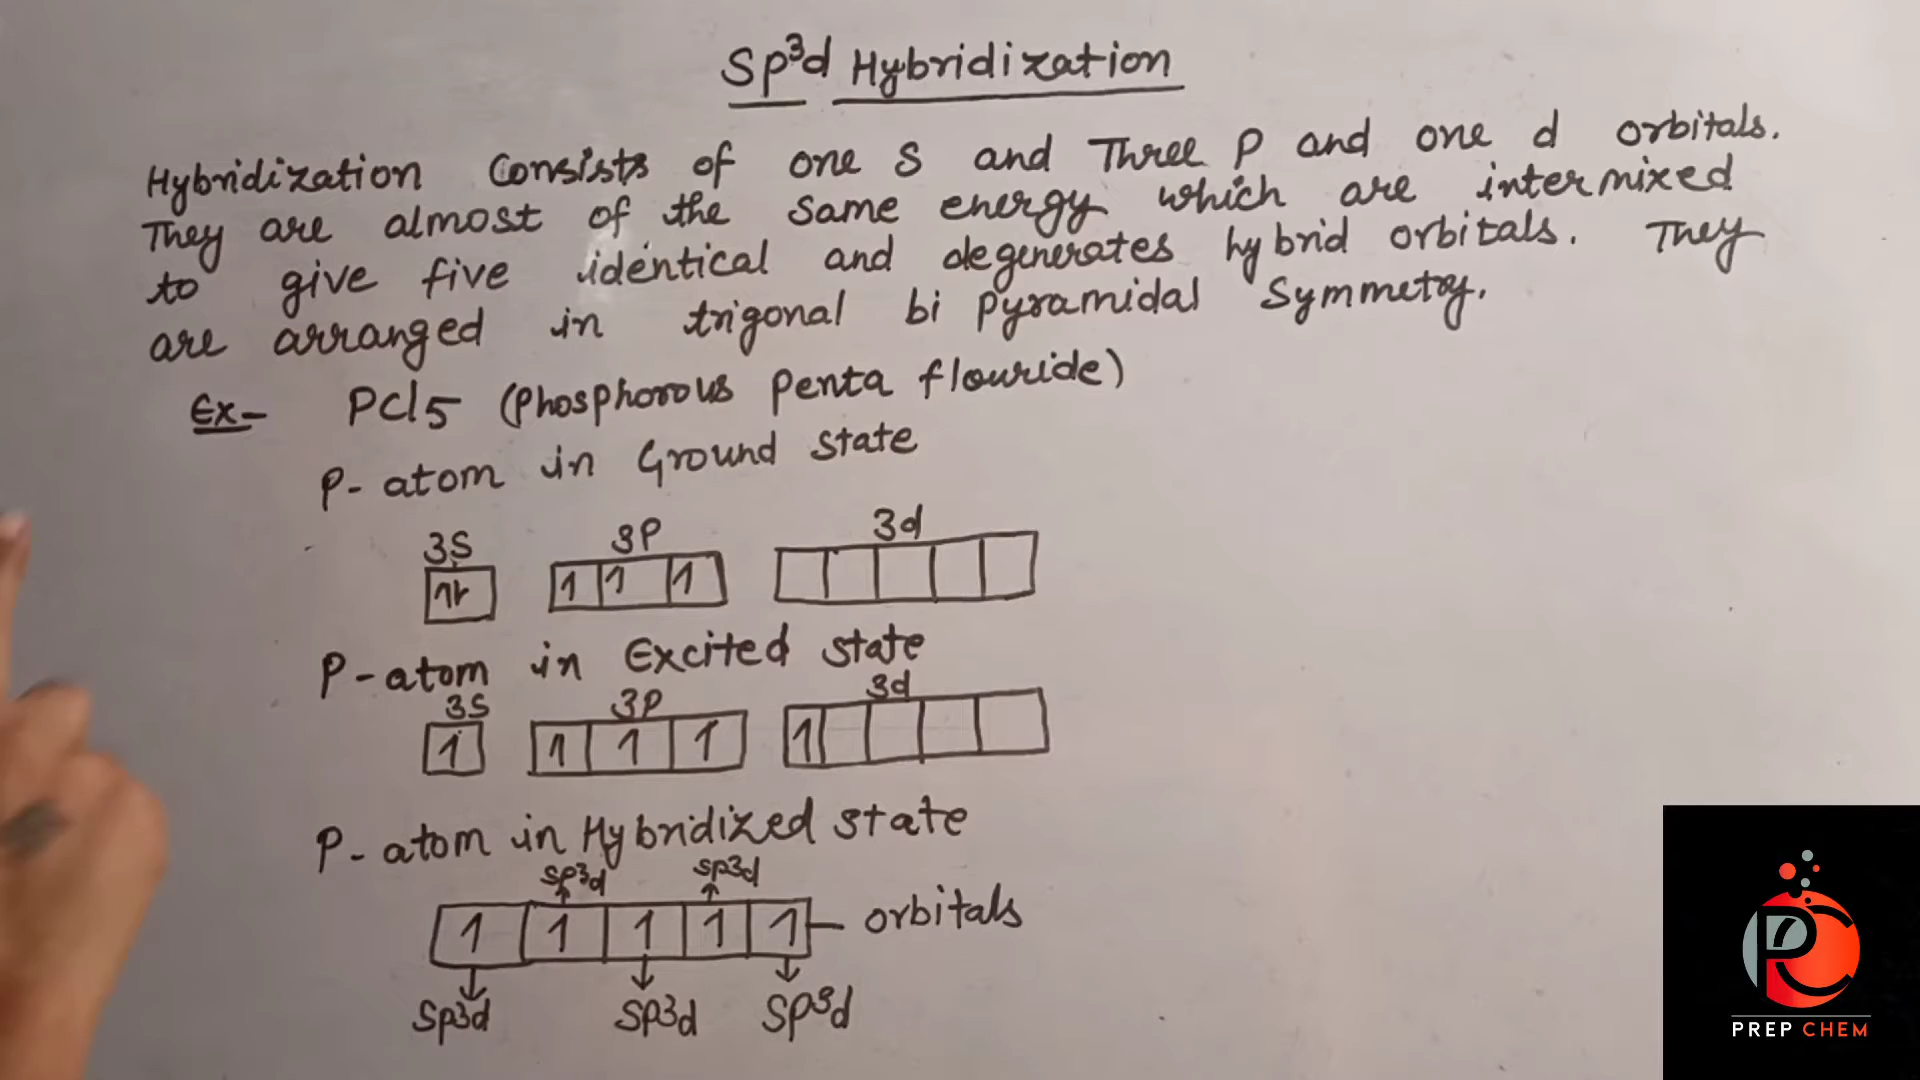 Sp³d Hybridization
Hybridization Consists of one S and Three P and one d orbitals.
They are almost of the same energy which are intermixed
to give five identical and degenerates hybrid orbitals. They
are arranged in trigonal bi pyramidal Symmetry.
Ex- PCl5 (Phosphorous Penta flouride)
P- atom in Ground state
3S 3P 3d
1⇂ 1 1 1
P-atom in Excited state
3S 3P 3d
1 1 1 1 1
P- atom in Hybridized state
sp³d sp³d
1 1 1 1 1 - orbitals
Sp3d Sp3d Sp3d
PC
PREP CHEM